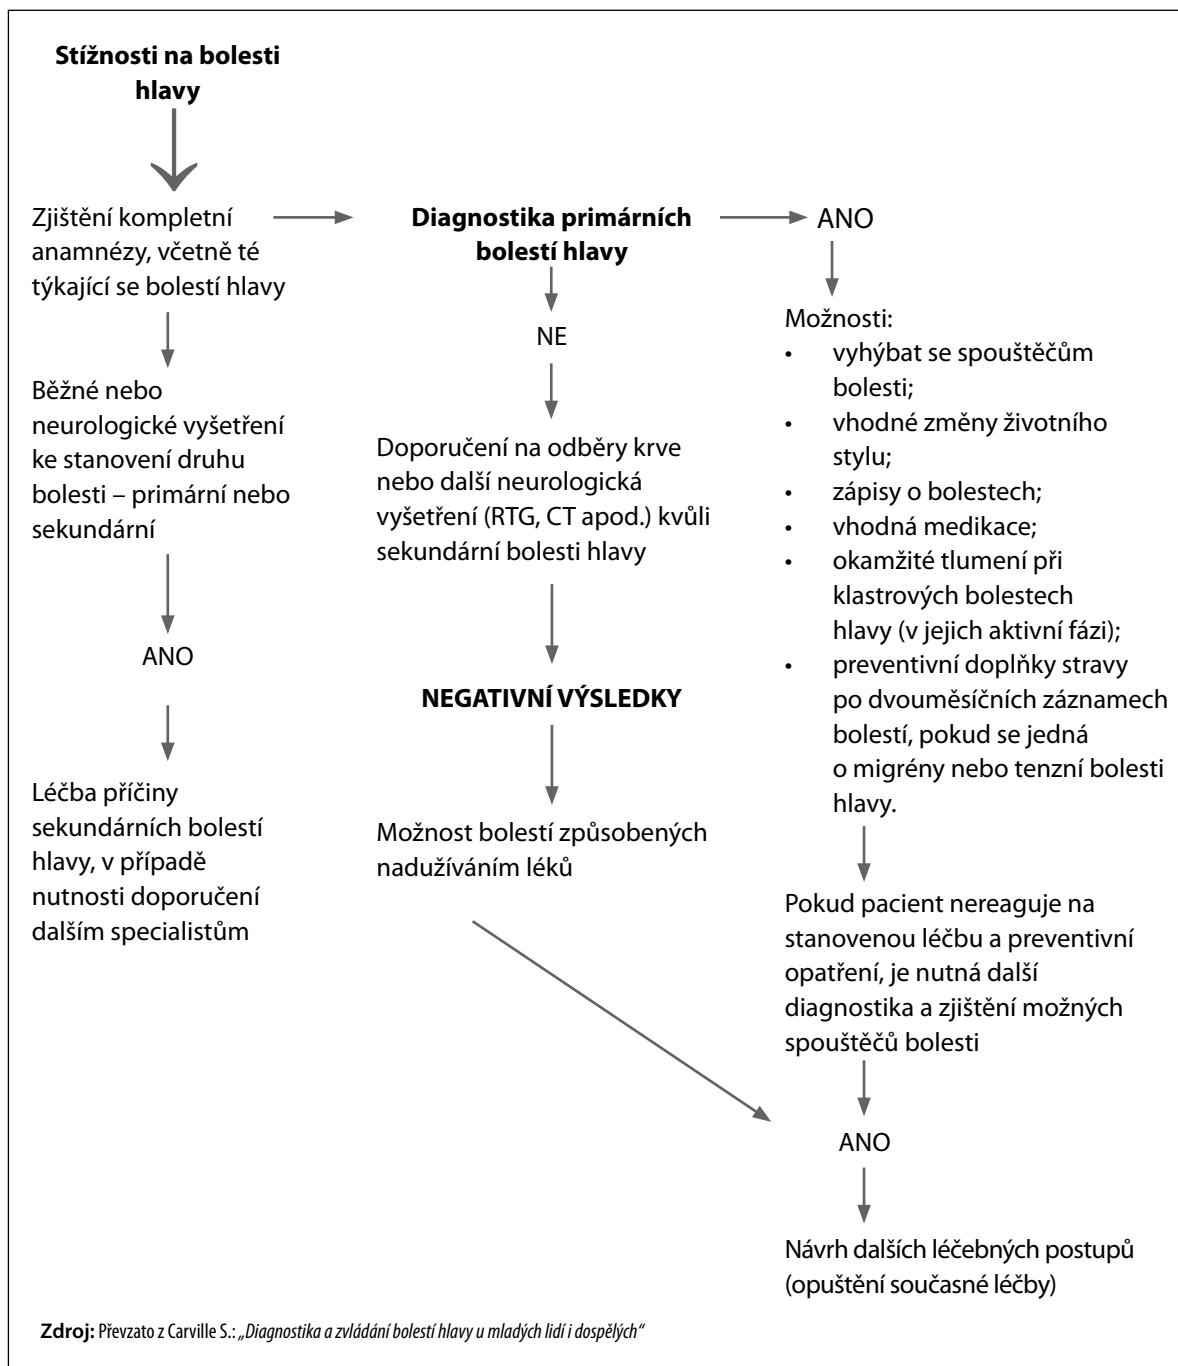 Stížnosti na bolesti
hlavy
Zjištění kompletní
anamnézy, včetně té
týkající se bolestí hlavy
Běžné nebo
neurologické vyšetření
ke stanovení druhu
bolesti – primární nebo
sekundární
ANO
Léčba příčiny
sekundárních bolestí
hlavy, v případě
nutnosti doporučení
dalším specialistům
Diagnostika primárních
bolestí hlavy
NE
Doporučení na odběry krve
nebo další neurologická
vyšetření (RTG, CT apod.) kvůli
sekundární bolesti hlavy
NEGATIVNÍ VÝSLEDKY
Možnost bolestí způsobených
nadužíváním léků
ANO
Možnosti:
• vyhýbat se spouštěčům
bolesti;
• vhodné změny životního
stylu;
• zápisy o bolestech;
• vhodná medikace;
• okamžité tlumení při
klastrových bolestech
hlavy (v jejich aktivní fázi);
• preventivní doplňky stravy
po dvouměsíčních záznamech
bolestí, pokud se jedná
o migrény nebo tenzní bolesti
hlavy.
Pokud pacient nereaguje na
stanovenou léčbu a preventivní
opatření, je nutná další
diagnostika a zjištění možných
spouštěčů bolesti
ANO
Návrh dalších léčebných postupů
(opuštění současné léčby)
Zdroj: Převzato z Carville S.: „Diagnostika a zvládání bolestí hlavy u mladých lidí i dospělých“